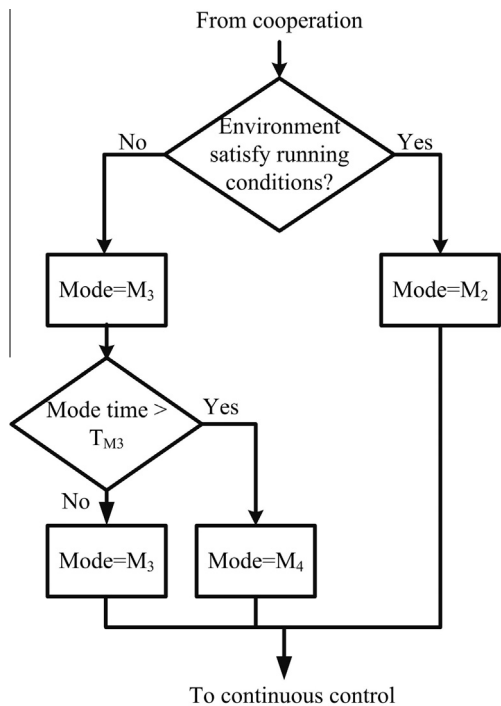 From cooperation
Environment
satisfy running
conditions?
No
Yes
Mode=M₃
Mode=M₂
Mode time >
T_M3
Yes
No
Mode=M₃
Mode=M₄
To continuous control